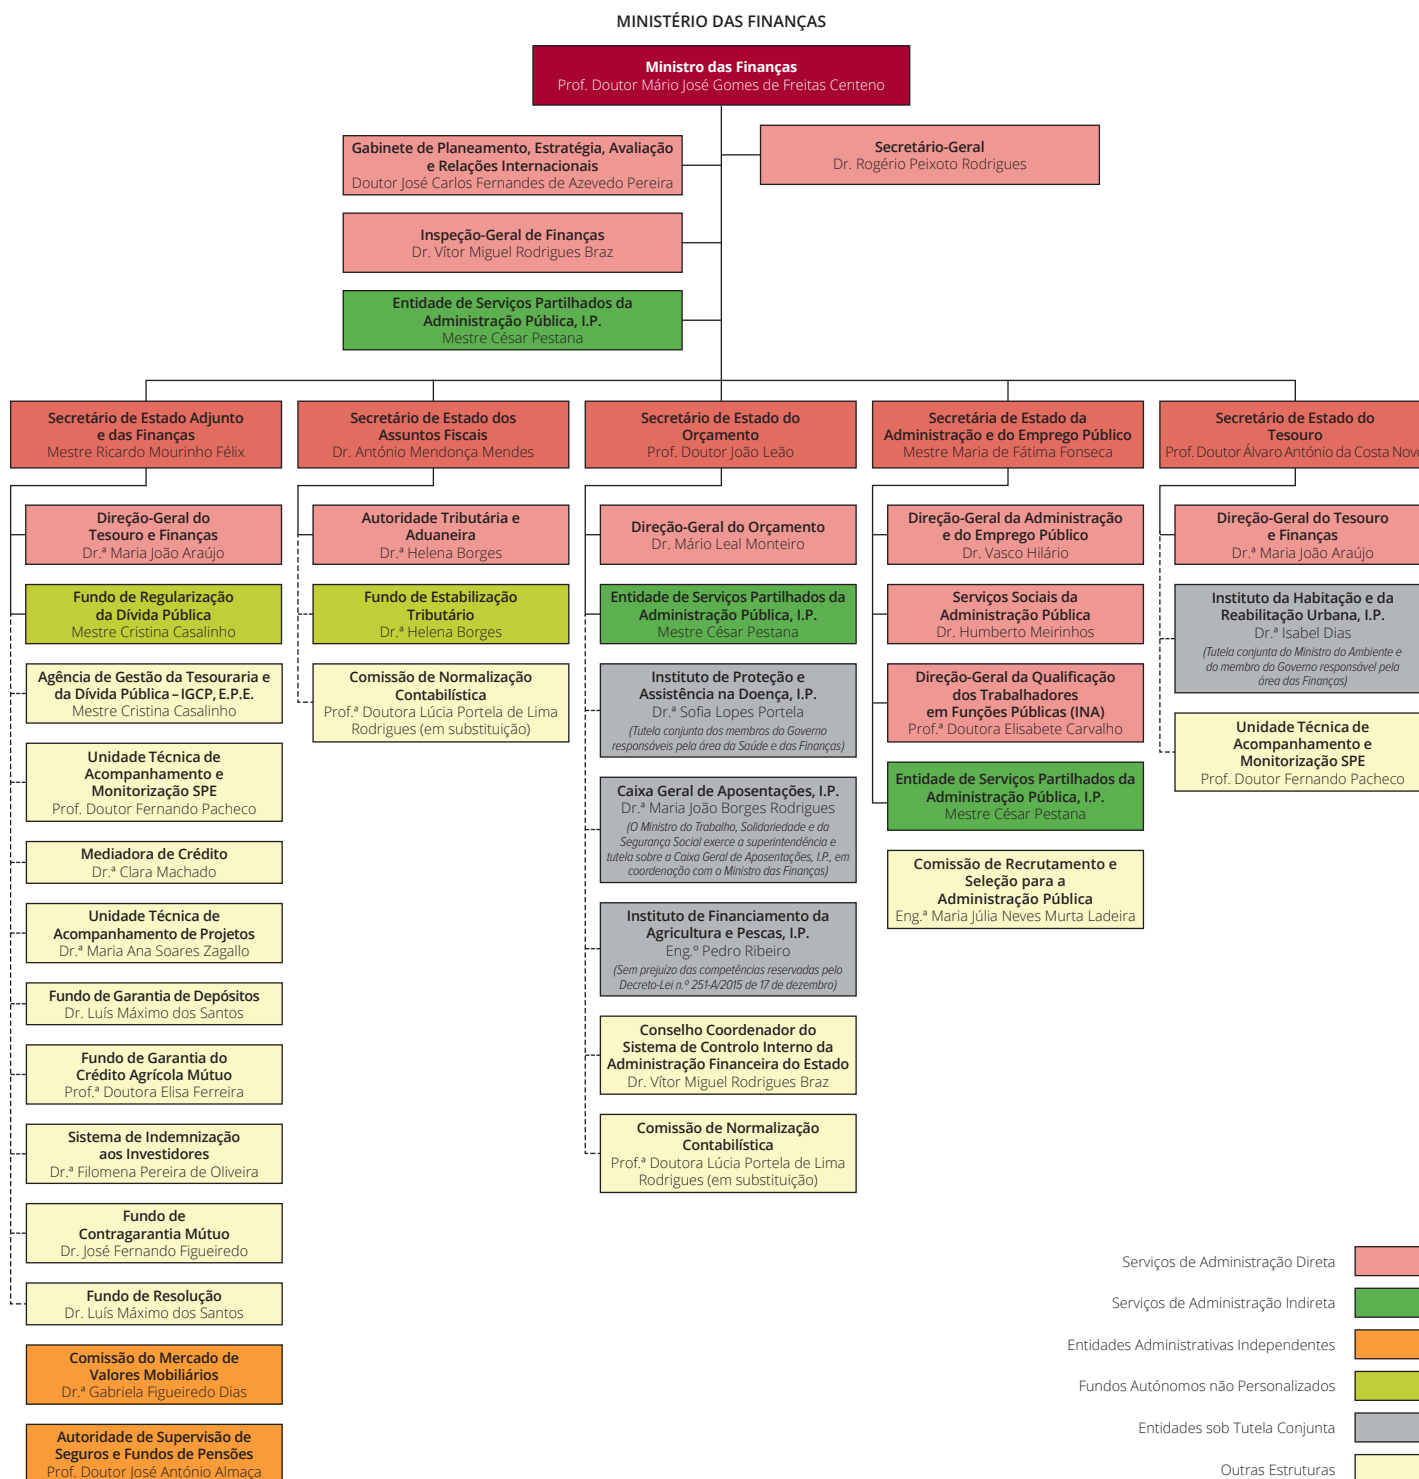 MINISTÉRIO DAS FINANÇAS
Ministro das Finanças
Prof. Doutor Mário José Gomes de Freitas Centeno
Gabinete de Planeamento, Estratégia, Avaliação
e Relações Internacionais
Doutor José Carlos Fernandes de Azevedo Pereira
Secretário-Geral
Dr. Rogério Peixoto Rodrigues
Inspeção-Geral de Finanças
Dr. Vítor Miguel Rodrigues Braz
Entidade de Serviços Partilhados da
Administração Pública, I.P.
Mestre César Pestana
Secretário de Estado Adjunto
e das Finanças
Mestre Ricardo Mourinho Félix
Direção-Geral do
Tesouro e Finanças
Dr.ª Maria João Araújo
Fundo de Regularização
da Dívida Pública
Mestre Cristina Casalinho
Agência de Gestão da Tesouraria e
da Dívida Pública – IGCP, E.P.E.
Mestre Cristina Casalinho
Unidade Técnica de
Acompanhamento e
Monitorização SPE
Prof. Doutor Fernando Pacheco
Mediadora de Crédito
Dr.ª Clara Machado
Unidade Técnica de
Acompanhamento de Projetos
Dr.ª Maria Ana Soares Zagallo
Fundo de Garantia de Depósitos
Dr. Luís Máximo dos Santos
Fundo de Garantia do
Crédito Agrícola Mútuo
Prof.ª Doutora Elisa Ferreira
Sistema de Indemnização
aos Investidores
Dr.ª Filomena Pereira de Oliveira
Fundo de
Contragarantia Mútuo
Dr. José Fernando Figueiredo
Fundo de Resolução
Dr. Luís Máximo dos Santos
Comissão do Mercado de
Valores Mobiliários
Dr.ª Gabriela Figueiredo Dias
Autoridade de Supervisão de
Seguros e Fundos de Pensões
Prof. Doutor José António Almaça
Secretário de Estado dos
Assuntos Fiscais
Dr. António Mendonça Mendes
Autoridade Tributária e
Aduaneira
Dr.ª Helena Borges
Fundo de Estabilização
Tributário
Dr.ª Helena Borges
Comissão de Normalização
Contabilística
Prof.ª Doutora Lúcia Portela de Lima
Rodrigues (em substituição)
Secretário de Estado do
Orçamento
Prof. Doutor João Leão
Direção-Geral do Orçamento
Dr. Mário Leal Monteiro
Entidade de Serviços Partilhados da
Administração Pública, I.P.
Mestre César Pestana
Instituto de Proteção e
Assistência na Doença, I.P.
Dr.ª Sofia Lopes Portela
(Tutela conjunta dos membros do Governo
responsáveis pela área da Saúde e das Finanças)
Caixa Geral de Aposentações, I.P.
Dr.ª Maria João Borges Rodrigues
(O Ministro do Trabalho, Solidariedade e da
Segurança Social exerce a superintendência e
tutela sobre a Caixa Geral de Aposentações, I.P., em
coordenação com o Ministro das Finanças)
Instituto de Financiamento da
Agricultura e Pescas, I.P.
Eng.º Pedro Ribeiro
(Sem prejuízo das competências reservadas pelo
Decreto-Lei n.º 251-A/2015 de 17 de dezembro)
Conselho Coordenador do
Sistema de Controlo Interno da
Administração Financeira do Estado
Dr. Vítor Miguel Rodrigues Braz
Comissão de Normalização
Contabilística
Prof.ª Doutora Lúcia Portela de Lima
Rodrigues (em substituição)
Secretária de Estado da
Administração e do Emprego Público
Mestre Maria de Fátima Fonseca
Direção-Geral da Administração
e do Emprego Público
Dr. Vasco Hilário
Serviços Sociais da
Administração Pública
Dr. Humberto Meirinhos
Direção-Geral da Qualificação
dos Trabalhadores
em Funções Públicas (INA)
Prof.ª Doutora Elisabete Carvalho
Entidade de Serviços Partilhados da
Administração Pública, I.P.
Mestre César Pestana
Comissão de Recrutamento e
Seleção para a
Administração Pública
Eng.ª Maria Júlia Neves Murta Ladeira
Secretário de Estado do
Tesouro
Prof. Doutor Álvaro António da Costa Novo
Direção-Geral do Tesouro
e Finanças
Dr.ª Maria João Araújo
Instituto da Habitação e da
Reabilitação Urbana, I.P.
Dr.ª Isabel Dias
(Tutela conjunta do Ministro do Ambiente e
do membro do Governo responsável pela
área das Finanças)
Unidade Técnica de
Acompanhamento e
Monitorização SPE
Prof. Doutor Fernando Pacheco
Serviços de Administração Direta
Serviços de Administração Indireta
Entidades Administrativas Independentes
Fundos Autónomos não Personalizados
Entidades sob Tutela Conjunta
Outras Estruturas